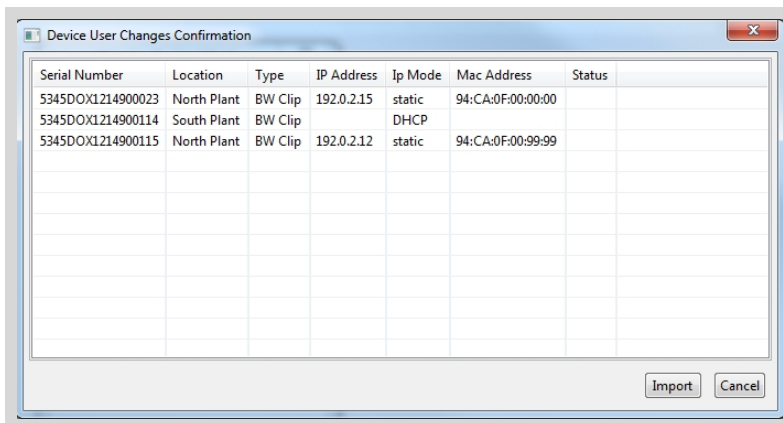 Device User Changes Confirmation
Serial Number Location Type IP Address Ip Mode Mac Address Status
5345DOX1214900023 North Plant BW Clip 192.0.2.15 static 94:CA:0F:00:00:00
5345DOX1214900114 South Plant BW Clip DHCP
5345DOX1214900115 North Plant BW Clip 192.0.2.12 static 94:CA:0F:00:99:99
Import Cancel